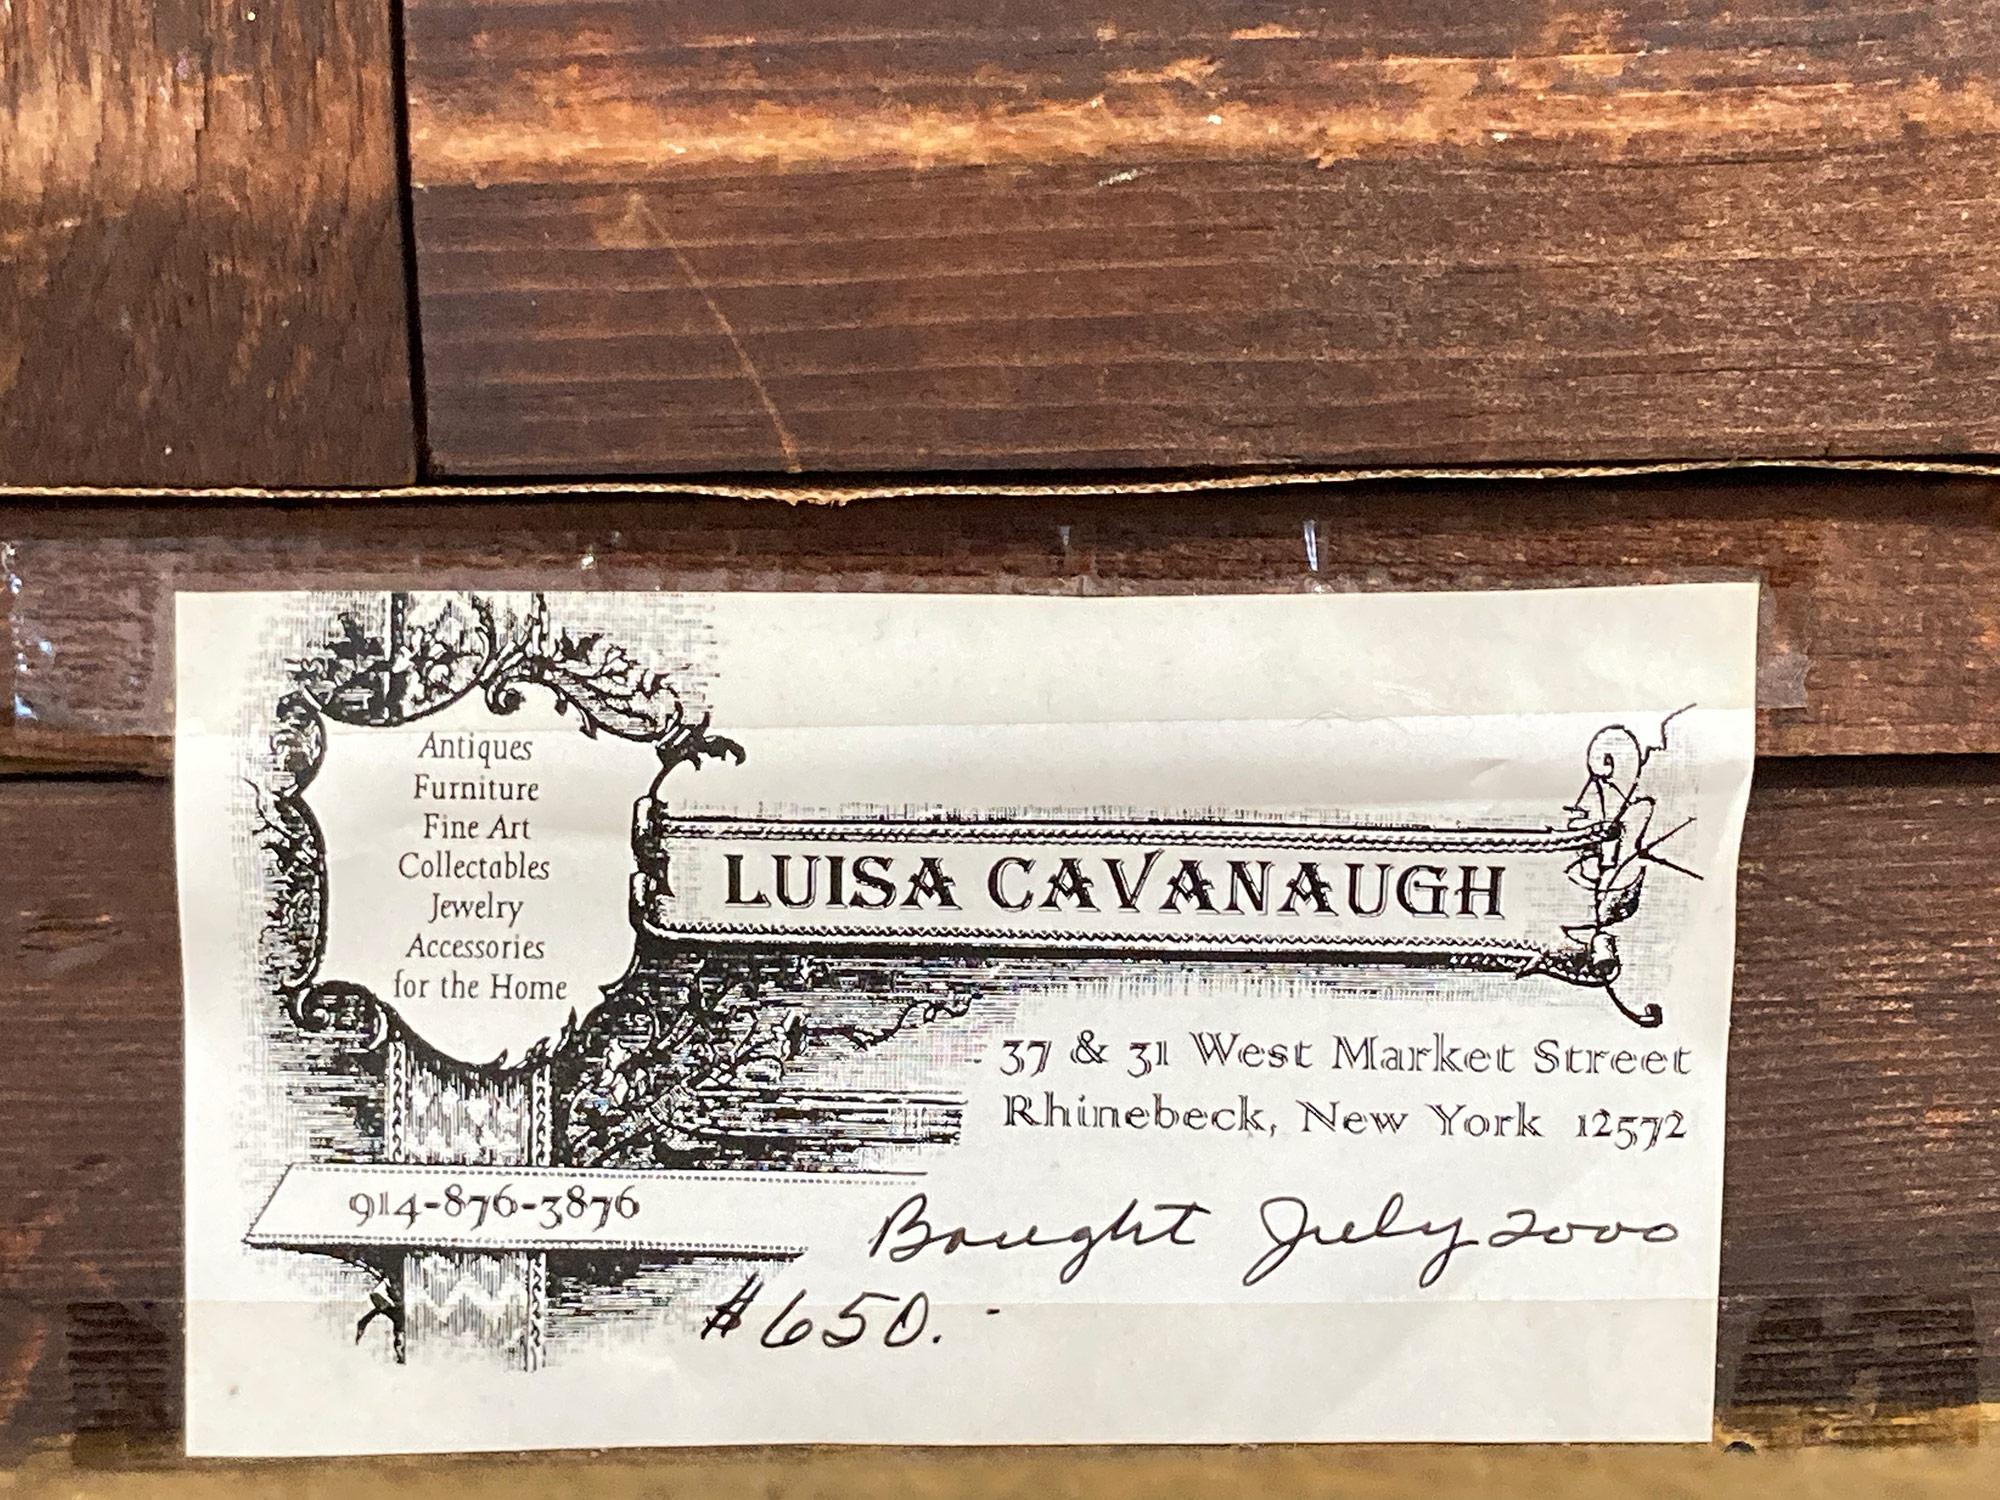 Antiques
Furniture
Fine Art
Collectables
Jewelry
Accessories
for the Home
LUISA CAVANAUGH
37 & 31 West Market Street
Rhinebeck, New York 12572
914-876-3876
Bought July 2000
$650.-